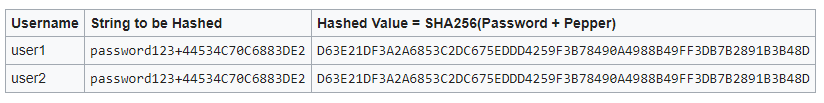 Username String to be Hashed Hashed Value = SHA256(Password + Pepper)
user1 password123+44534C70C6883DE2 D63E21DF3A2A6853C2DC675EDDD4259F3B78490A4988B49FF3DB7B2891B3B48D
user2 password123+44534C70C6883DE2 D63E21DF3A2A6853C2DC675EDDD4259F3B78490A4988B49FF3DB7B2891B3B48D